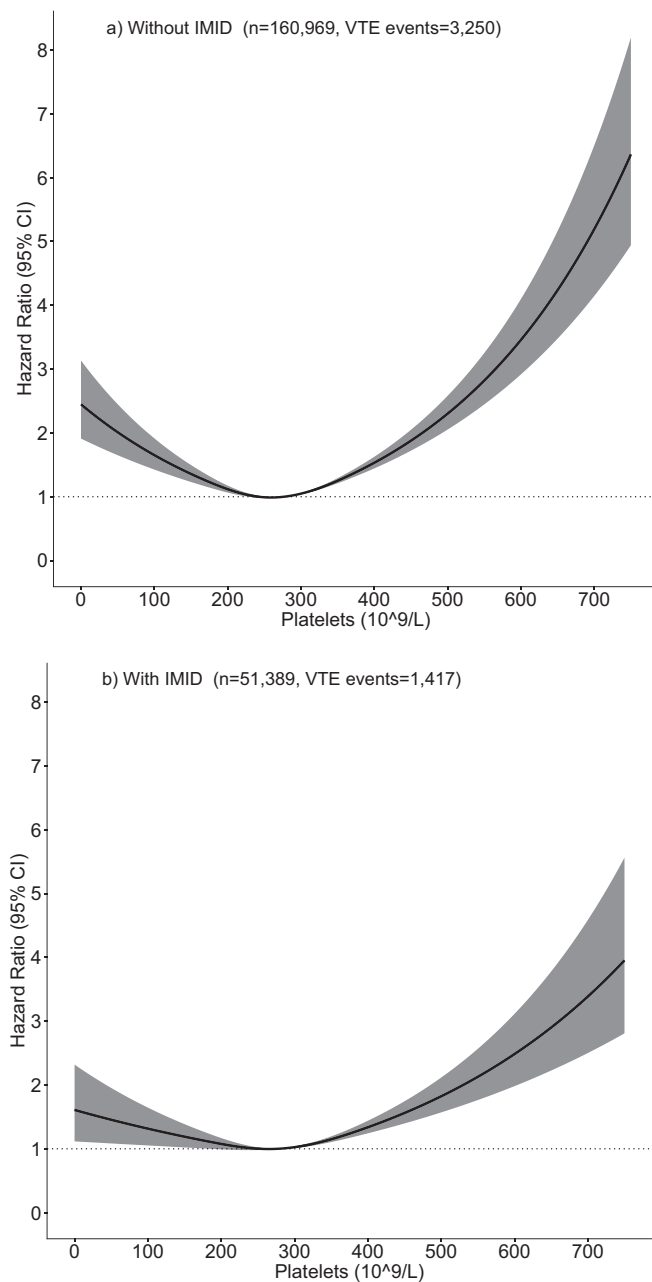 a) Without IMID (n=160,969, VTE events=3,250)
8
7
6
5
4
3
2
1
0
Hazard Ratio (95% CI)
0 100 200 300 400 500 600 700
Platelets (10^9/L)
b) With IMID (n=51,389, VTE events=1,417)
8
7
6
5
4
3
2
1
0
Hazard Ratio (95% CI)
0 100 200 300 400 500 600 700
Platelets (10^9/L)